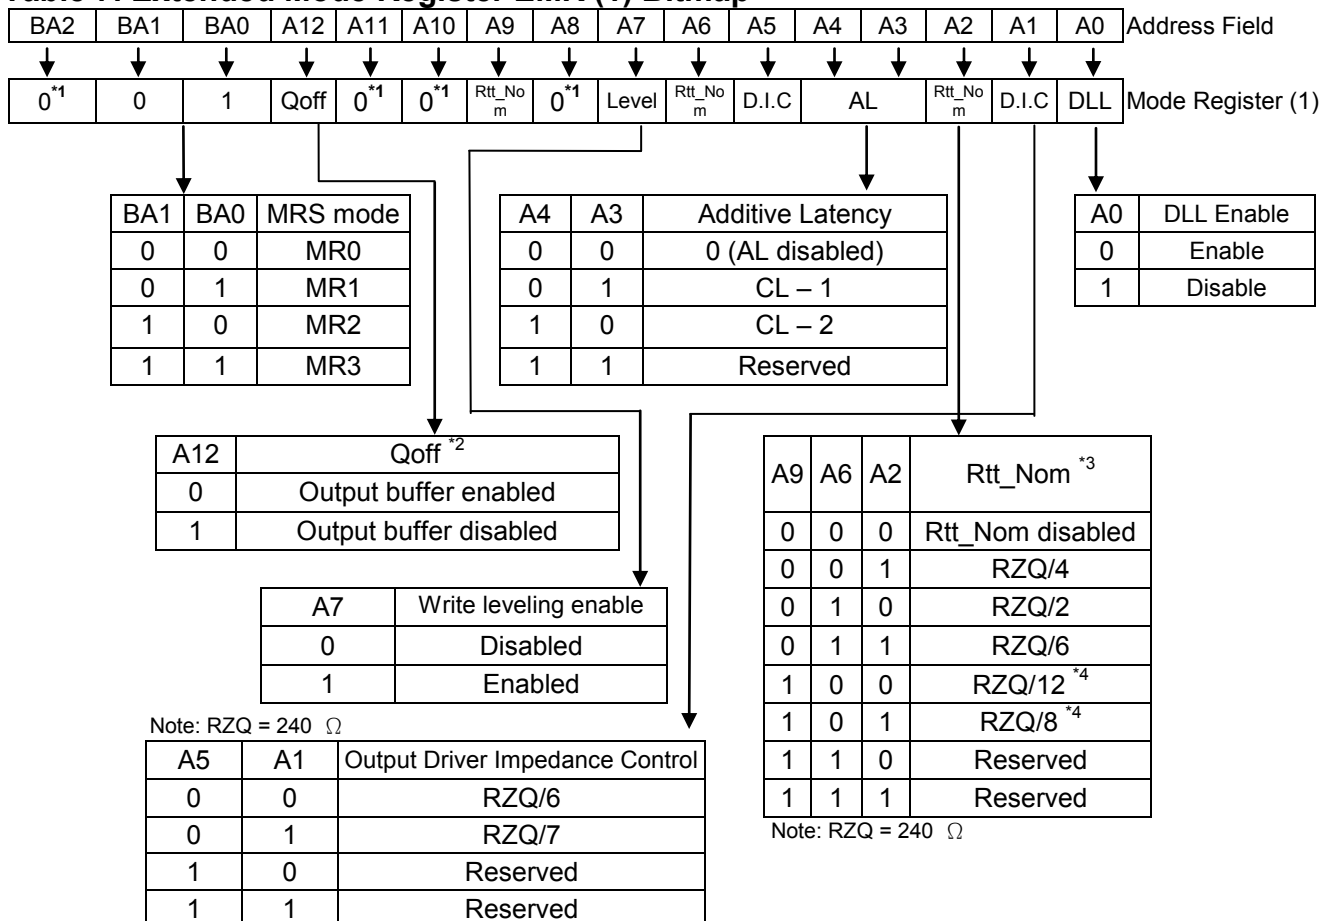 BA2 BA1 BA0 A12 A11 A10 A9 A8 A7 A6 A5 A4 A3 A2 A1 A0 Address Field
0*1 0 1 Qoff 0*1 0*1 Rtt_No m 0*1 Level Rtt_No m D.I.C AL Rtt_No m D.I.C DLL Mode Register (1)
BA1 BA0 MRS mode
0 0 MR0
0 1 MR1
1 0 MR2
1 1 MR3
A4 A3 Additive Latency
0 0 0 (AL disabled)
0 1 CL – 1
1 0 CL – 2
1 1 Reserved
A0 DLL Enable
0 Enable
1 Disable
A12 Qoff *2
0 Output buffer enabled
1 Output buffer disabled
A7 Write leveling enable
0 Disabled
1 Enabled
Note: RZQ = 240 Ω
A5 A1 Output Driver Impedance Control
0 0 RZQ/6
0 1 RZQ/7
1 0 Reserved
1 1 Reserved
A9 A6 A2 Rtt_Nom *3
0 0 0 Rtt_Nom disabled
0 0 1 RZQ/4
0 1 0 RZQ/2
0 1 1 RZQ/6
1 0 0 RZQ/12 *4
1 0 1 RZQ/8 *4
1 1 0 Reserved
1 1 1 Reserved
Note: RZQ = 240 Ω